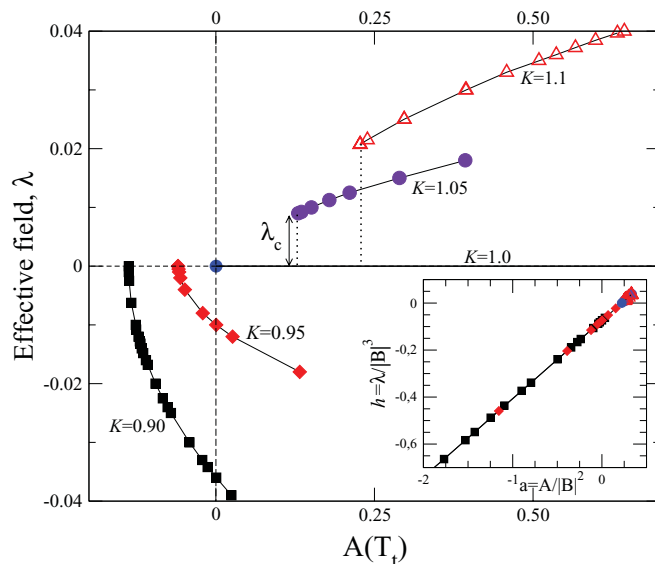 0 0.25 0.50
0.04
0.02
0
-0.02
-0.04
Effective field, λ
K=1.1
K=1.05
λc
K=1.0
K=0.95
K=0.90
0
-0,2
-0,4
-0,6
h=λ/|B|³
-2 -1 0
a=A/|B|²
0 0.25 0.50
A(Tt)